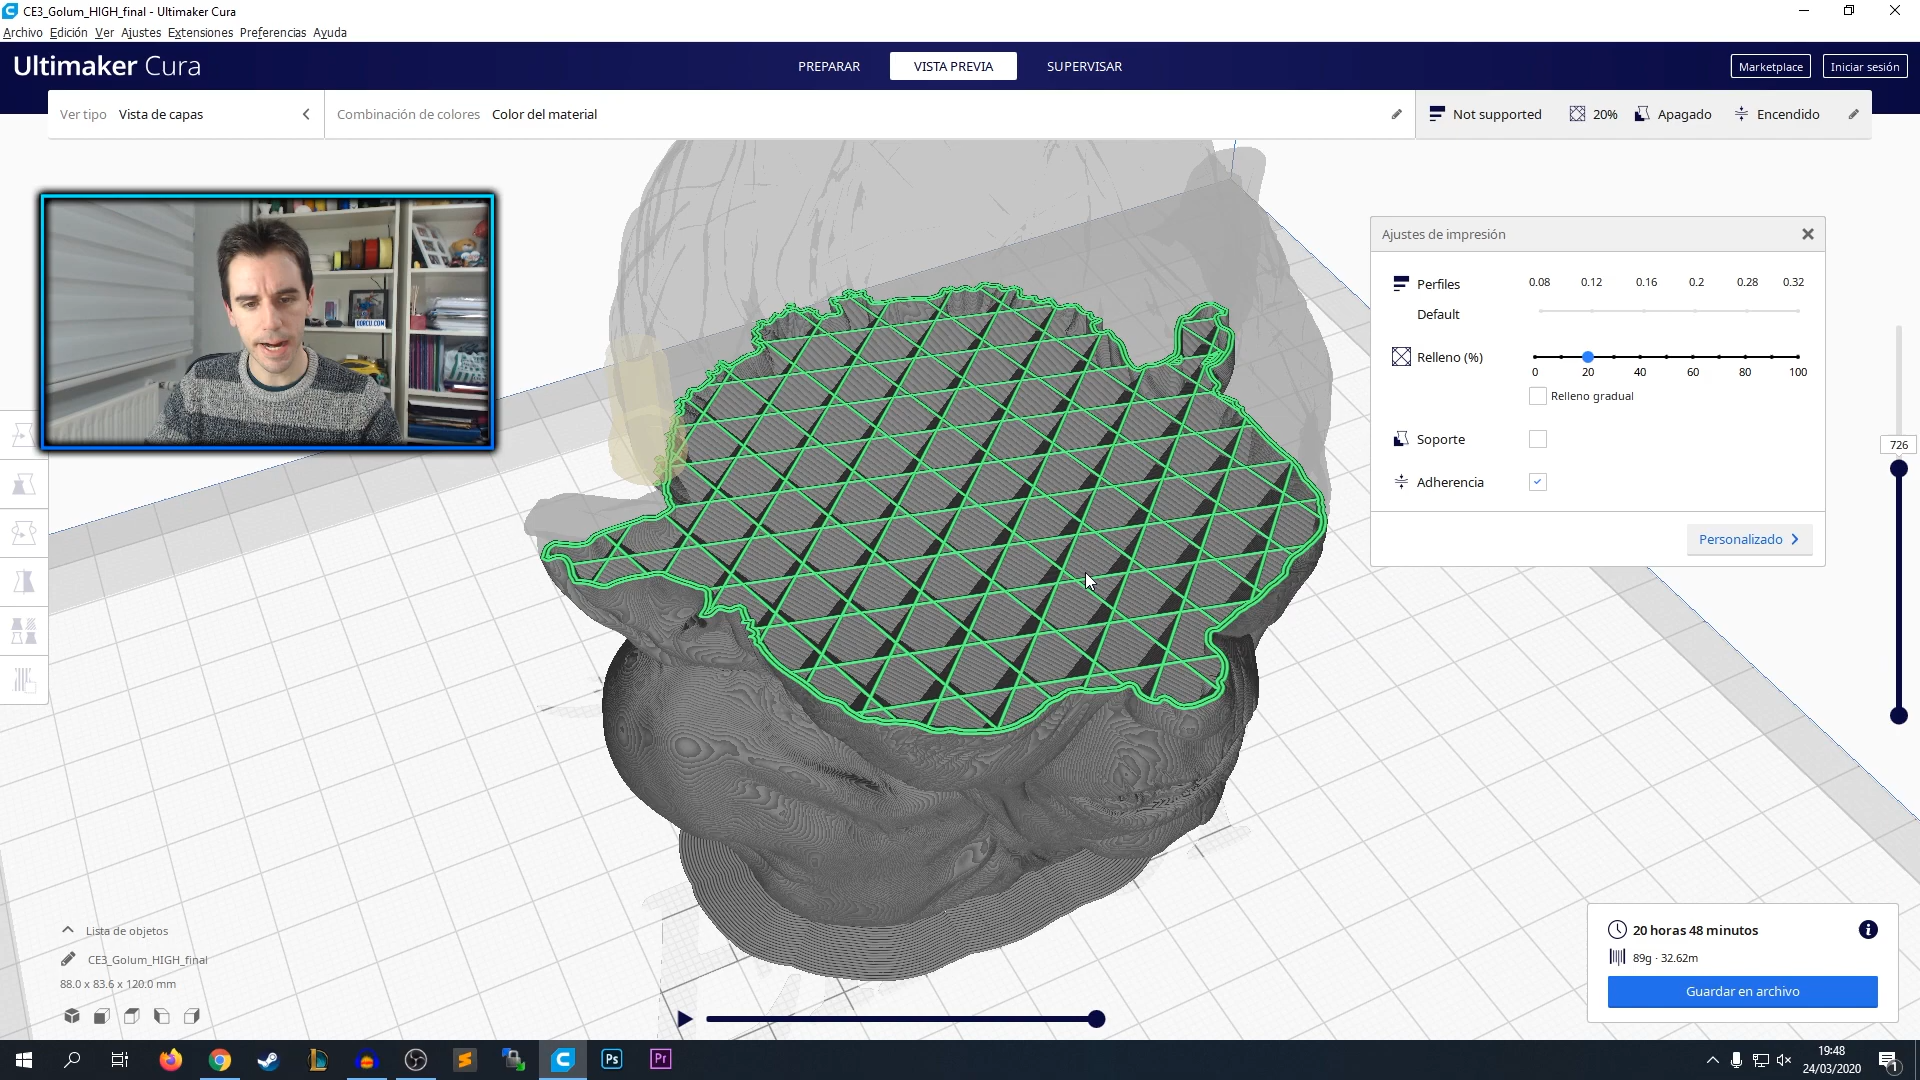 CE3_Golum_HIGH_final - Ultimaker Cura
Archivo Edición Ver Ajustes Extensiones Preferencias Ayuda
Ultimaker Cura
PREPARAR VISTA PREVIA SUPERVISAR
Marketplace Iniciar sesión
Ver tipo Vista de capas
Combinación de colores Color del material
Not supported 20% Apagado Encendido
Ajustes de impresión
Perfiles 0.08 0.12 0.16 0.2 0.28 0.32
Default
Relleno (%)
0 20 40 60 80 100
Relleno gradual
Soporte
Adherencia
Personalizado
726
Lista de objetos
CE3_Golum_HIGH_final
88.0 x 83.6 x 120.0 mm
20 horas 48 minutos
89g · 32.62m
Guardar en archivo
Ps Pr
19:48
24/03/2020
1